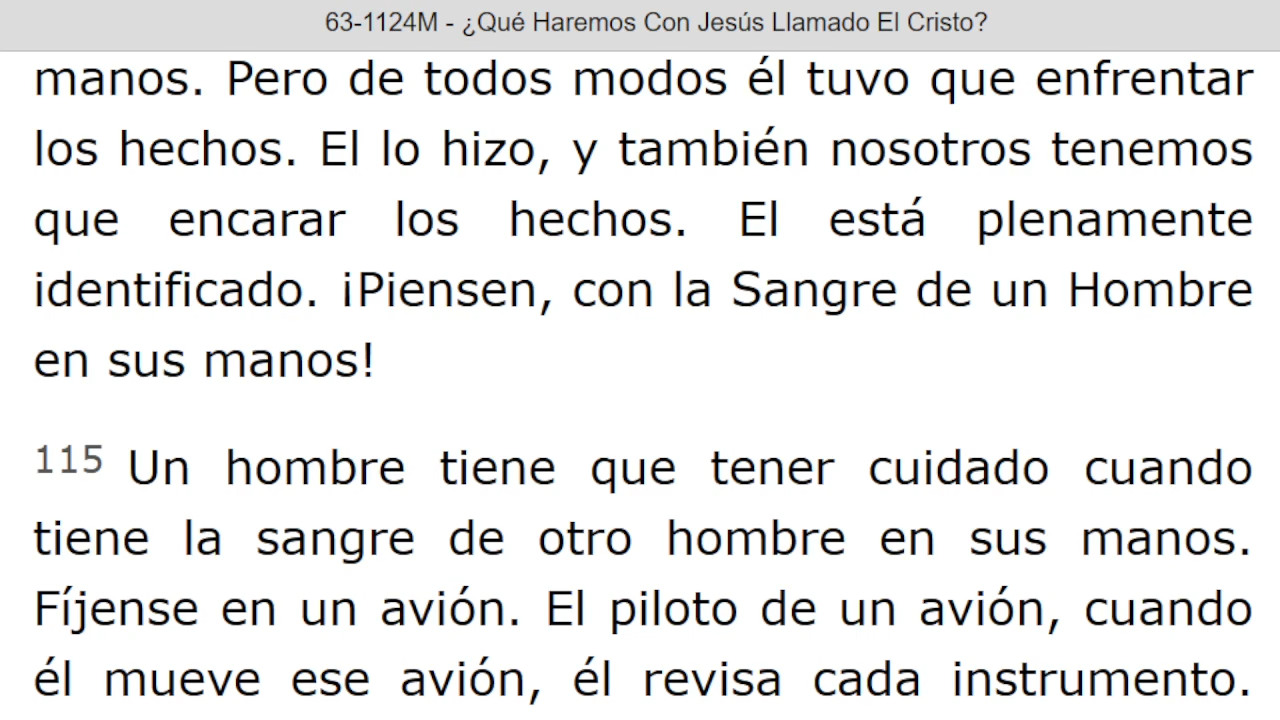 63-1124M - ¿Qué Haremos Con Jesús Llamado El Cristo?
manos. Pero de todos modos él tuvo que enfrentar
los hechos. El lo hizo, y también nosotros tenemos
que encarar los hechos. El está plenamente
identificado. ¡Piensen, con la Sangre de un Hombre
en sus manos!
115 Un hombre tiene que tener cuidado cuando
tiene la sangre de otro hombre en sus manos.
Fíjense en un avión. El piloto de un avión, cuando
él mueve ese avión, él revisa cada instrumento.